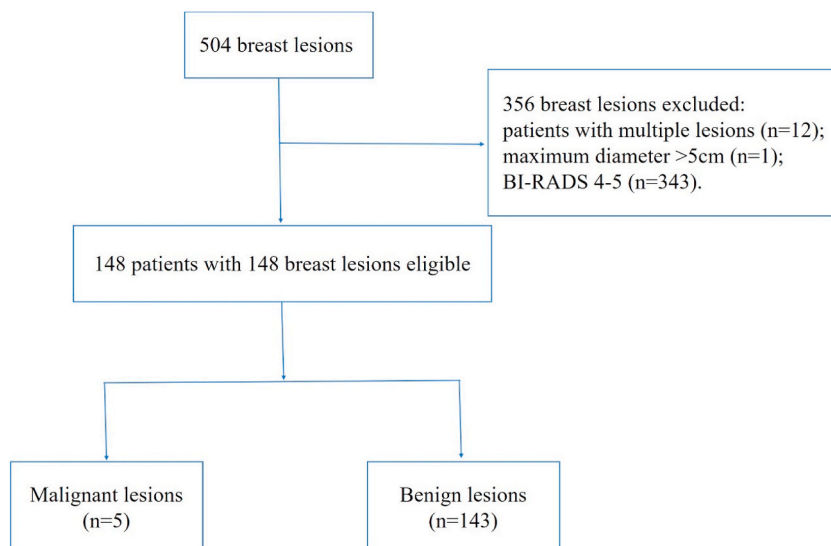 504 breast lesions
356 breast lesions excluded:
patients with multiple lesions (n=12);
maximum diameter >5cm (n=1);
BI-RADS 4-5 (n=343).
148 patients with 148 breast lesions eligible
Malignant lesions
(n=5)
Benign lesions
(n=143)